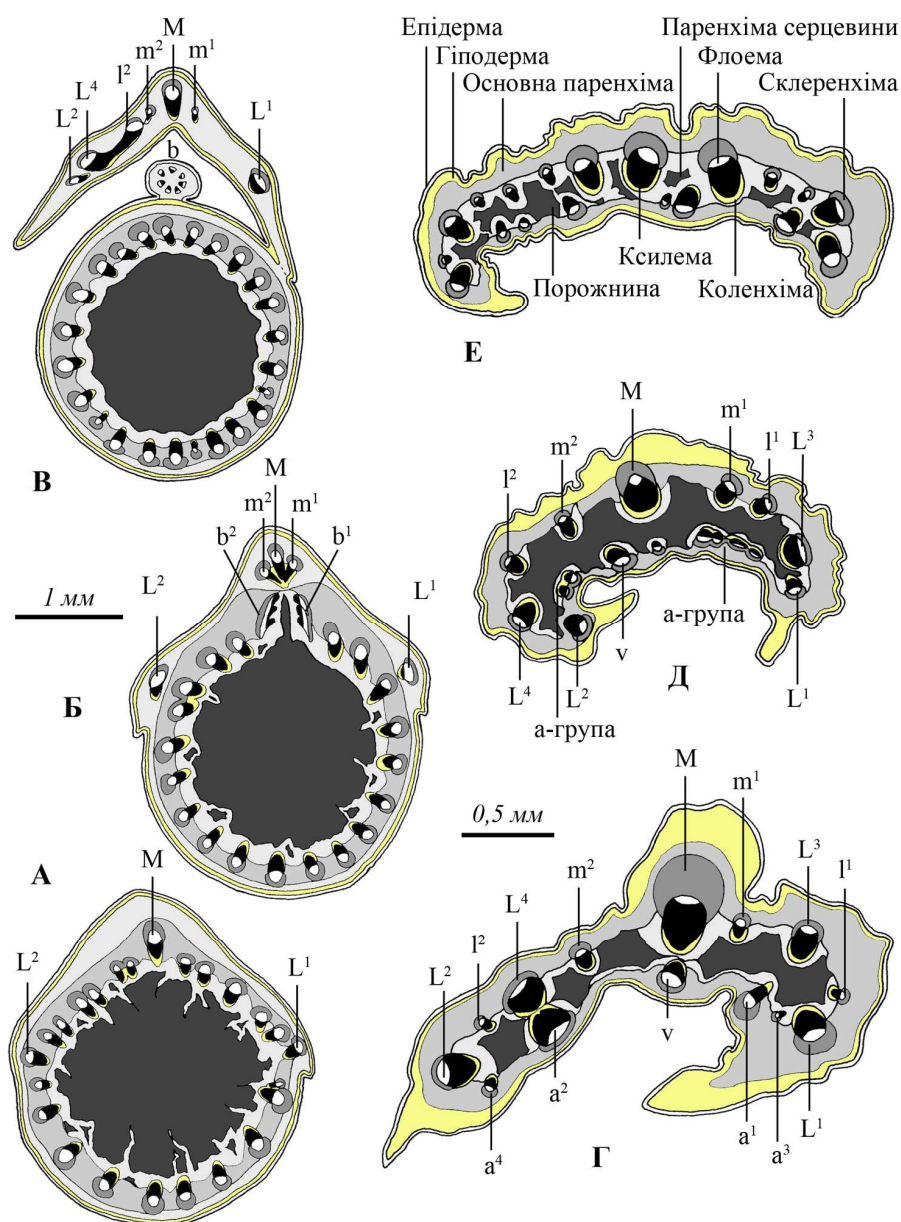 M
m² m¹
l²
L⁴
L²
L¹
b
В
Епідерма
Гіподерма
Основна паренхіма
Паренхіма серцевини
Флоема
Склеренхіма
Ксилема
Порожнина
Коленхіма
Е
M
m² m¹
b² b¹
L² L¹
1 мм
Б
M
m¹
m²
l²
l¹
L³
а-група
v
L⁴ L² L¹
а-група
Д
M
L² L¹
А
0,5 мм
M
m¹
m²
L³
l¹
L⁴
l²
L²
v
a²
a⁴
a¹
a³
L¹
Г